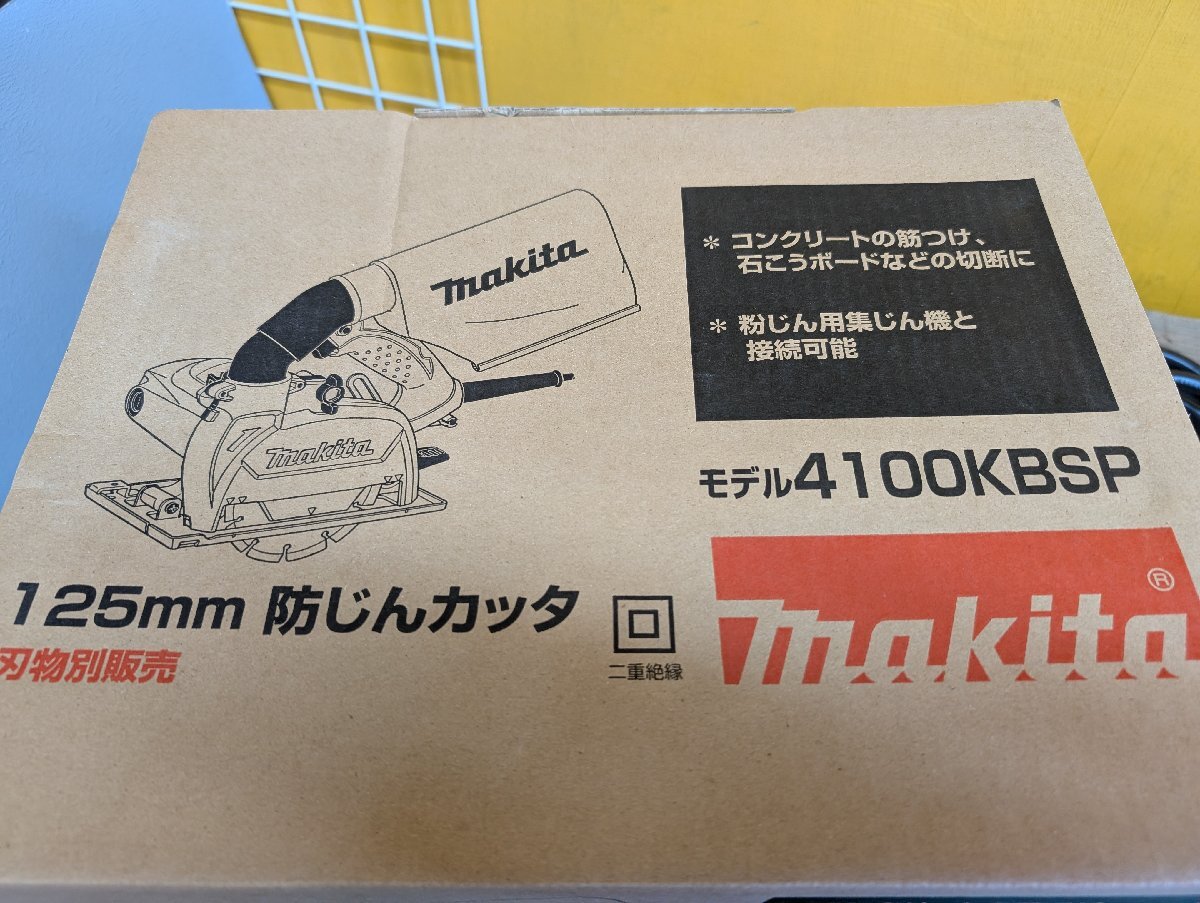 makita
makita
* コンクリートの筋つけ、
石こうボードなどの切断に
* 粉じん用集じん機と
接続可能
モデル4100KBSP
125mm 防じんカッタ
刃物別販売
二重絶縁
makita®